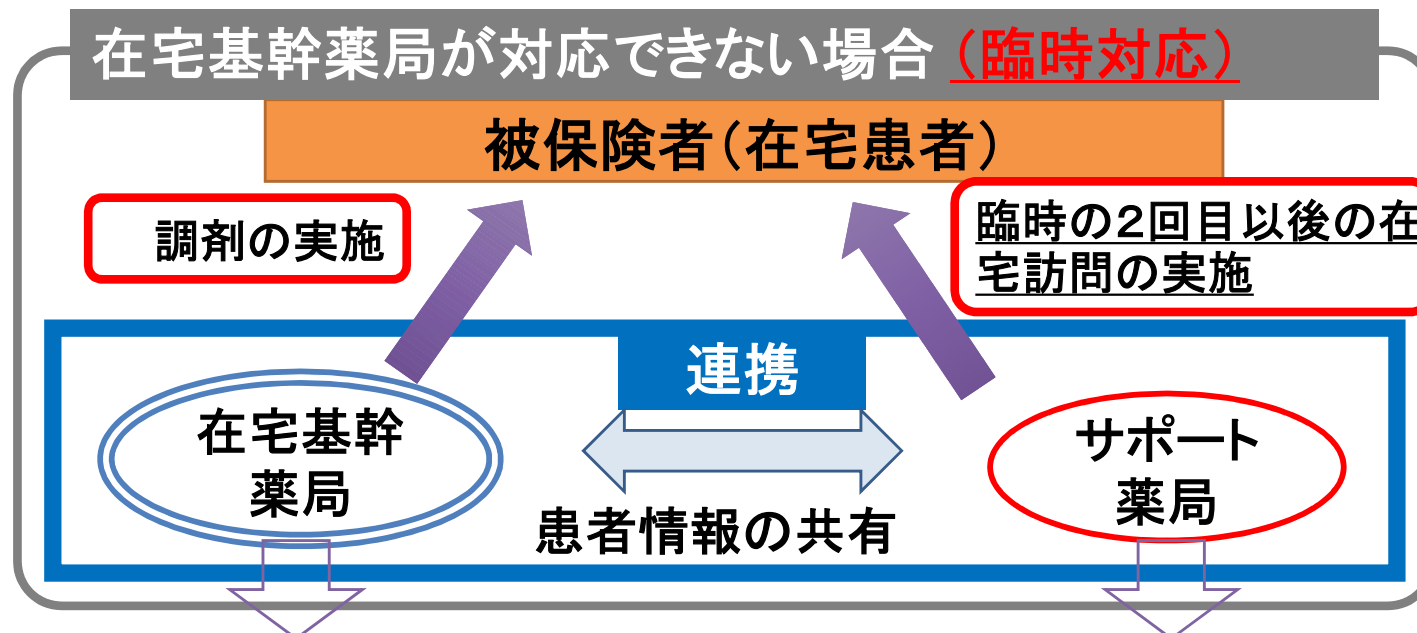 在宅基幹薬局が対応できない場合（臨時対応）
被保険者（在宅患者）
調剤の実施
臨時の２回目以後の在
宅訪問の実施
連携
在宅基幹
薬局
サポート
薬局
患者情報の共有